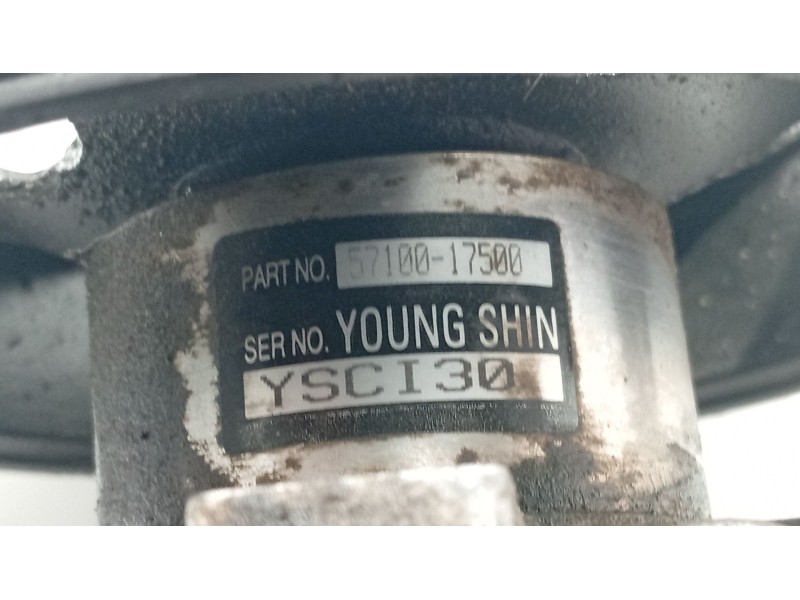 PART NO. 57100-17500
SER NO. YOUNG SHIN
YSCI30